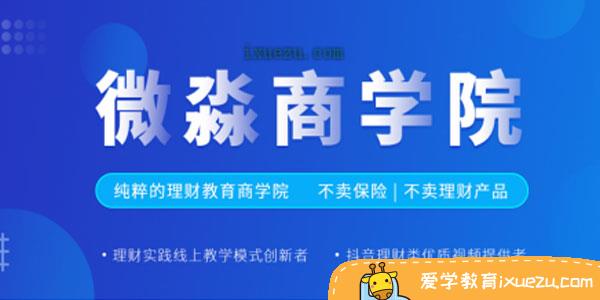 ixuezu.com
微淼商学院
纯粹的理财教育商学院 不卖保险 | 不卖理财产品
• 理财实践线上教学模式创新者 • 抖音理财类优质视频提供者
爱学教育ixuezu.com